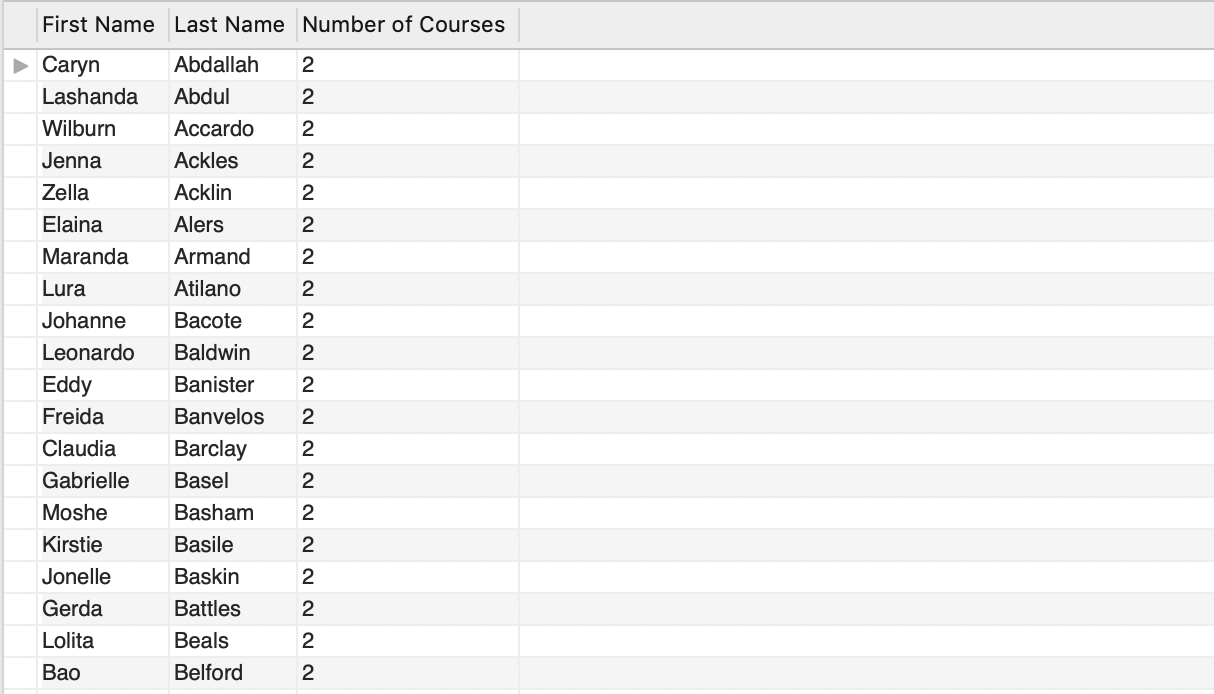 First Name Last Name Number of Courses
Caryn Abdallah 2
Lashanda Abdul 2
Wilburn Accardo 2
Jenna Ackles 2
Zella Acklin 2
Elaina Alers 2
Maranda Armand 2
Lura Atilano 2
Johanne Bacote 2
Leonardo Baldwin 2
Eddy Banister 2
Freida Banvelos 2
Claudia Barclay 2
Gabrielle Basel 2
Moshe Basham 2
Kirstie Basile 2
Jonelle Baskin 2
Gerda Battles 2
Lolita Beals 2
Bao Belford 2